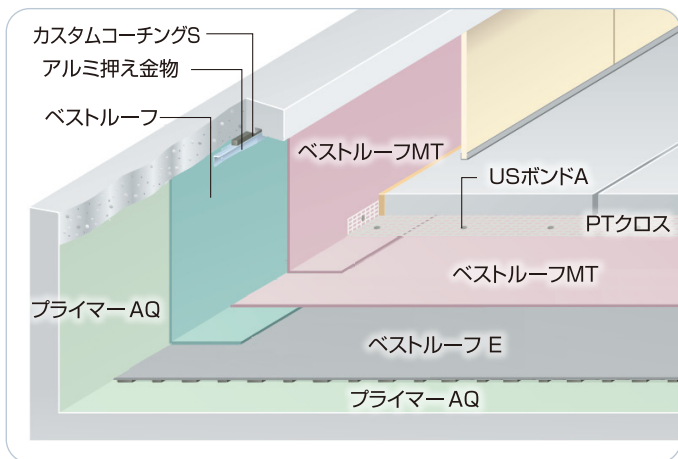 カスタムコーチングS
アルミ押え金物
ベストルーフ
ベストルーフMT
USボンドA
PTクロス
ベストルーフMT
プライマーAQ
ベストルーフ E
プライマーAQ